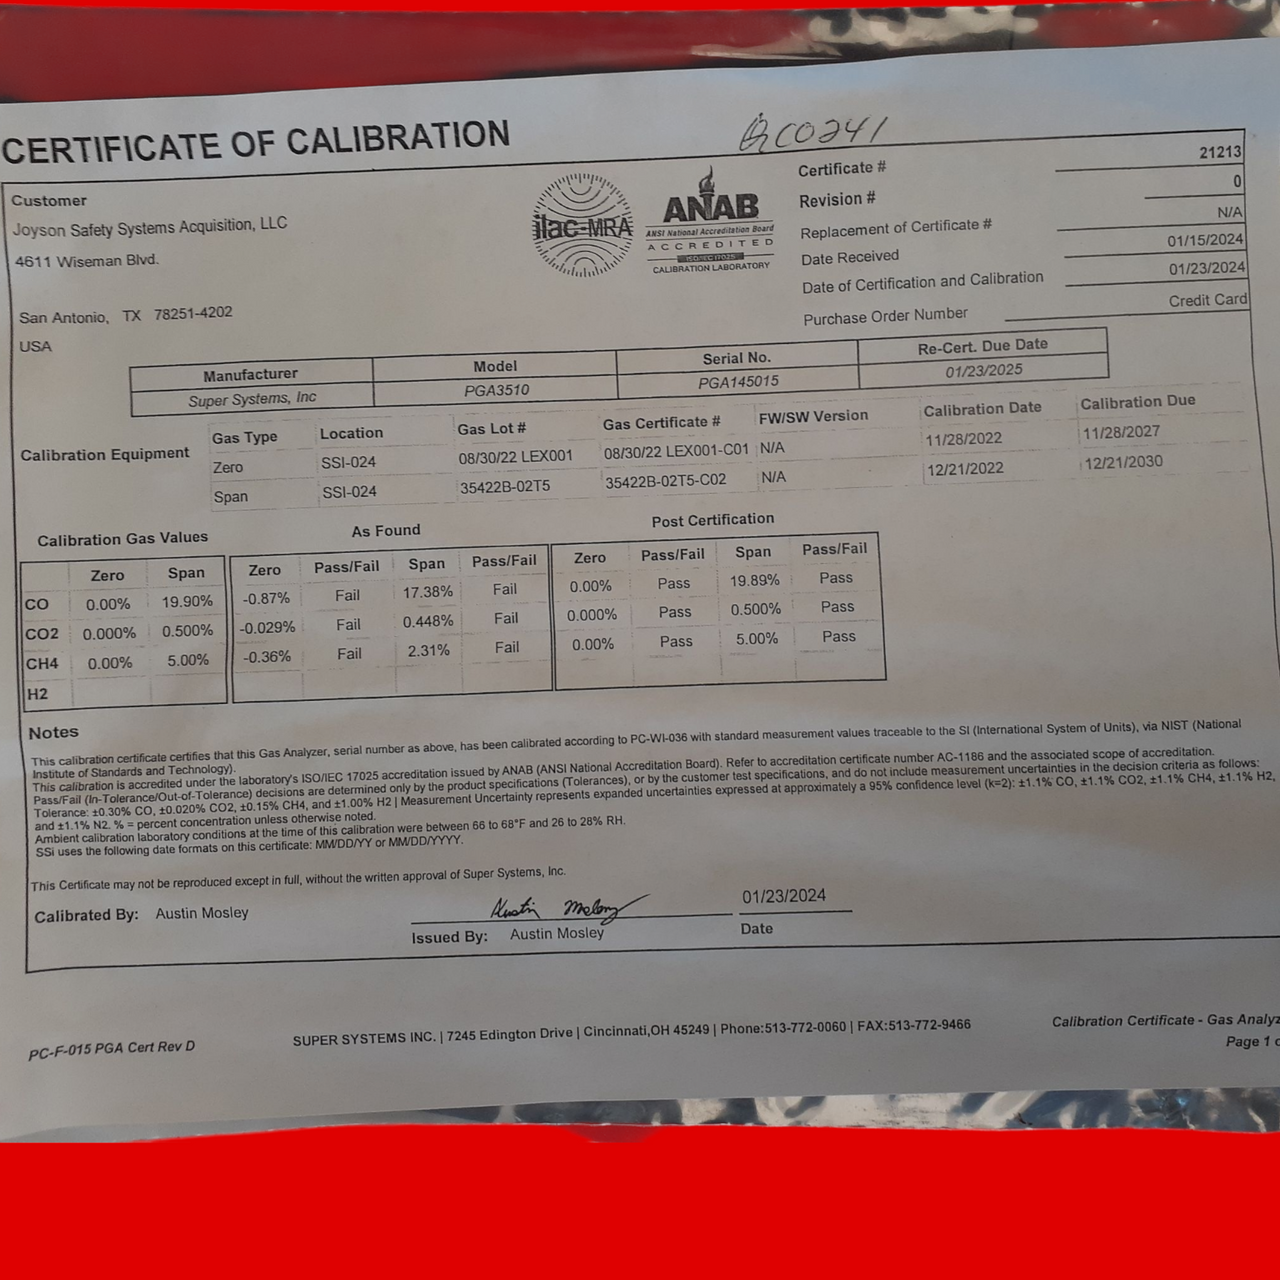 CERTIFICATE OF CALIBRATION
Customer
Joyson Safety Systems Acquisition, LLC
4611 Wiseman Blvd.
San Antonio, TX 78251-4202
USA
ilac-MRA
ANAB
ANSI National Accreditation Board
ACCREDITED
ISO/IEC 17025
CALIBRATION LABORATORY
Certificate # 21213
Revision # 0
Replacement of Certificate # N/A
Date Received 01/15/2024
Date of Certification and Calibration 01/23/2024
Purchase Order Number Credit Card
Manufacturer Model Serial No. Re-Cert. Due Date
Super Systems, Inc PGA3510 PGA145015 01/23/2025
Calibration Equipment
Gas Type Location Gas Lot # Gas Certificate # FW/SW Version Calibration Date Calibration Due
Zero SSI-024 08/30/22 LEX001 08/30/22 LEX001-C01 N/A 11/28/2022 11/28/2027
Span SSI-024 35422B-02T5 35422B-02T5-C02 N/A 12/21/2022 12/21/2030
Calibration Gas Values As Found Post Certification
Zero Span Zero Pass/Fail Span Pass/Fail Zero Pass/Fail Span Pass/Fail
CO 0.00% 19.90% -0.87% Fail 17.38% Fail 0.00% Pass 19.89% Pass
CO2 0.000% 0.500% -0.029% Fail 0.448% Fail 0.000% Pass 0.500% Pass
CH4 0.00% 5.00% -0.36% Fail 2.31% Fail 0.00% Pass 5.00% Pass
H2
Notes
This calibration certificate certifies that this Gas Analyzer, serial number as above, has been calibrated according to PC-WI-036 with standard measurement values traceable to the SI (International System of Units), via NIST (National
Institute of Standards and Technology).
This calibration is accredited under the laboratory's ISO/IEC 17025 accreditation issued by ANAB (ANSI National Accreditation Board). Refer to accreditation certificate number AC-1186 and the associated scope of accreditation.
Pass/Fail (In-Tolerance/Out-of-Tolerance) decisions are determined only by the product specifications (Tolerances), or by the customer test specifications, and do not include measurement uncertainties in the decision criteria as follows:
Tolerance: ±0.30% CO, ±0.020% CO2, ±0.15% CH4, and ±1.00% H2 | Measurement Uncertainty represents expanded uncertainties expressed at approximately a 95% confidence level (k=2): ±1.1% CO, ±1.1% CO2, ±1.1% CH4, ±1.1% H2,
and ±1.1% N2. % = percent concentration unless otherwise noted.
Ambient calibration laboratory conditions at the time of this calibration were between 66 to 68°F and 26 to 28% RH.
SSi uses the following date formats on this certificate: MM/DD/YY or MM/DD/YYYY.
This Certificate may not be reproduced except in full, without the written approval of Super Systems, Inc.
Calibrated By: Austin Mosley
Austin Mosley
01/23/2024
Issued By: Austin Mosley
Date
PC-F-015 PGA Cert Rev D
SUPER SYSTEMS INC. | 7245 Edington Drive | Cincinnati,OH 45249 | Phone:513-772-0060 | FAX:513-772-9466
Calibration Certificate - Gas Analyz
Page 1 o